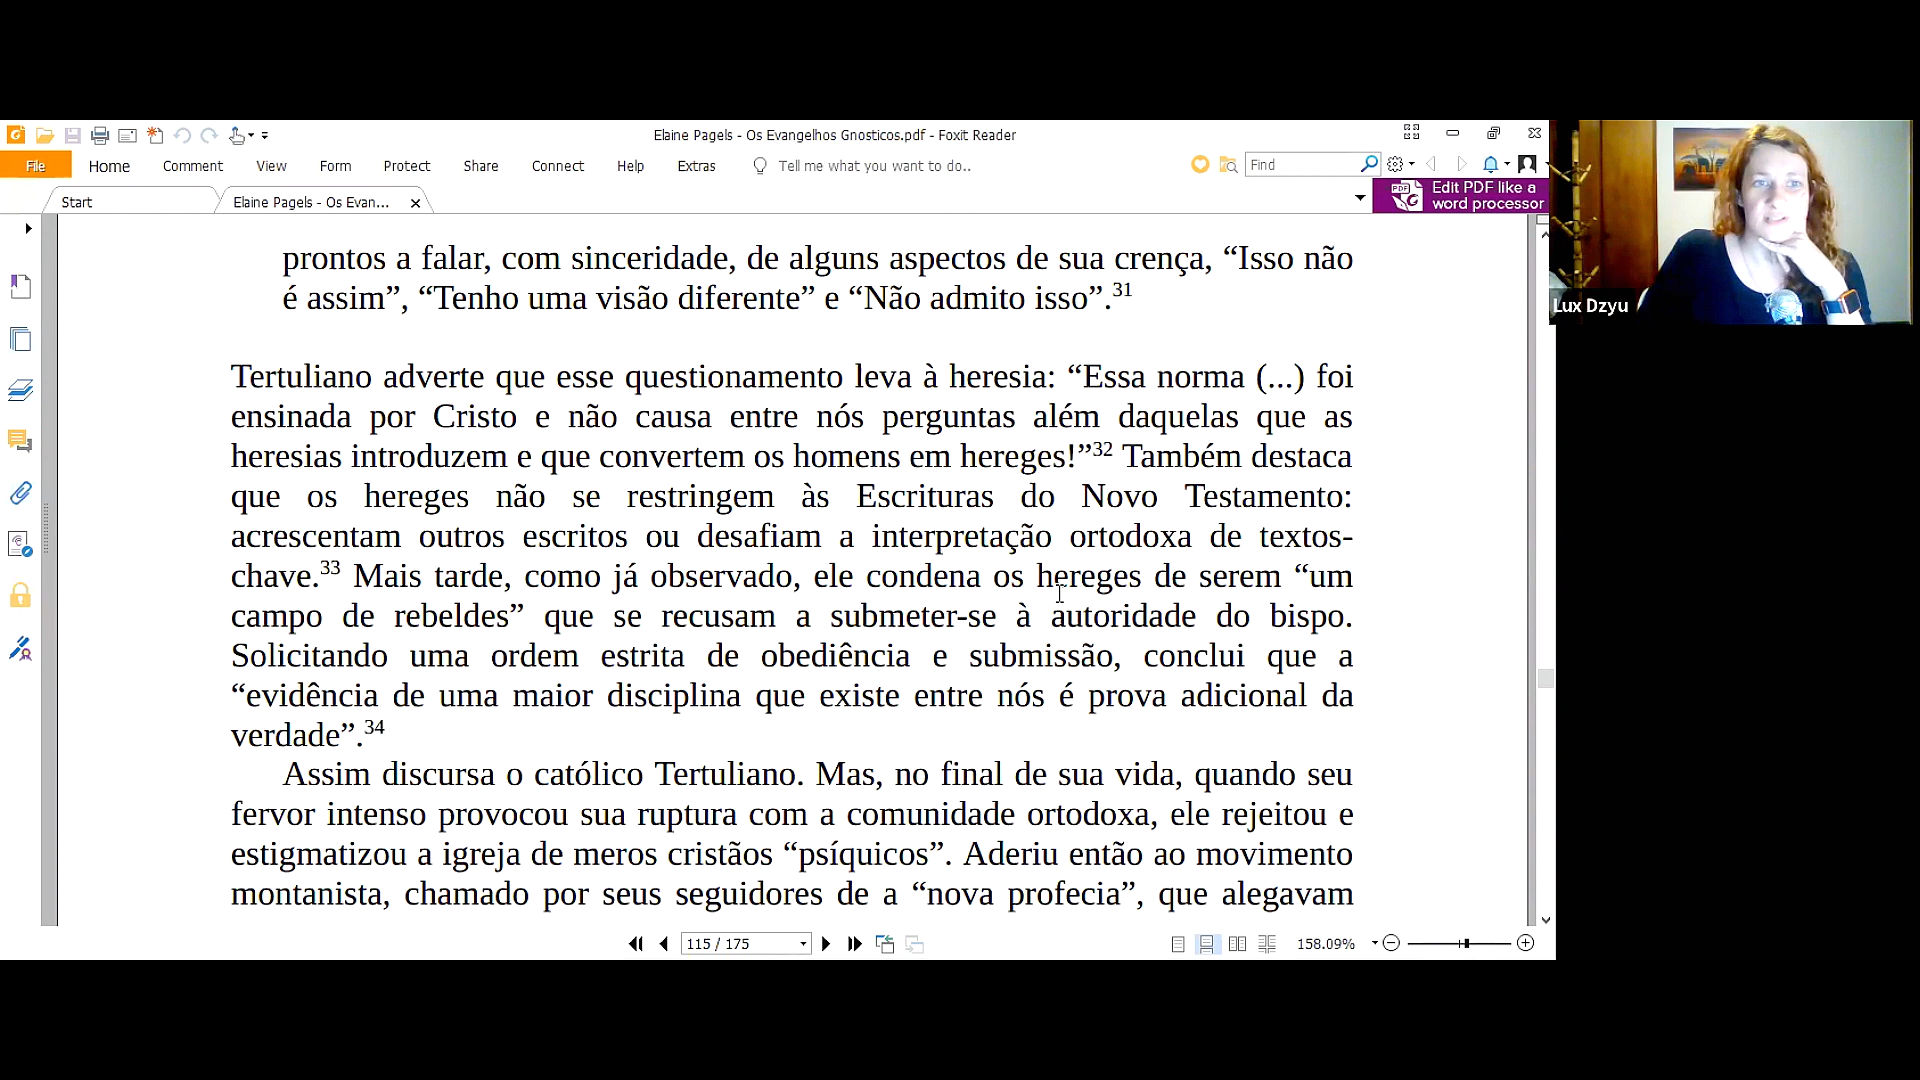 Elaine Pagels - Os Evangelhos Gnosticos.pdf - Foxit Reader
File Home Comment View Form Protect Share Connect Help Extras Tell me what you want to do.. Find
Start Elaine Pagels - Os Evan...
Edit PDF like a
word processor
prontos a falar, com sinceridade, de alguns aspectos de sua crença, “Isso não
é assim”, “Tenho uma visão diferente” e “Não admito isso”.31
Tertuliano adverte que esse questionamento leva à heresia: “Essa norma (...) foi
ensinada por Cristo e não causa entre nós perguntas além daquelas que as
heresias introduzem e que convertem os homens em hereges!”32 Também destaca
que os hereges não se restringem às Escrituras do Novo Testamento:
acrescentam outros escritos ou desafiam a interpretação ortodoxa de textos-
chave.33 Mais tarde, como já observado, ele condena os hereges de serem “um
campo de rebeldes” que se recusam a submeter-se à autoridade do bispo.
Solicitando uma ordem estrita de obediência e submissão, conclui que a
“evidência de uma maior disciplina que existe entre nós é prova adicional da
verdade”.34
Assim discursa o católico Tertuliano. Mas, no final de sua vida, quando seu
fervor intenso provocou sua ruptura com a comunidade ortodoxa, ele rejeitou e
estigmatizou a igreja de meros cristãos “psíquicos”. Aderiu então ao movimento
montanista, chamado por seus seguidores de a “nova profecia”, que alegavam
115 / 175
158.09%
Lux Dzyu